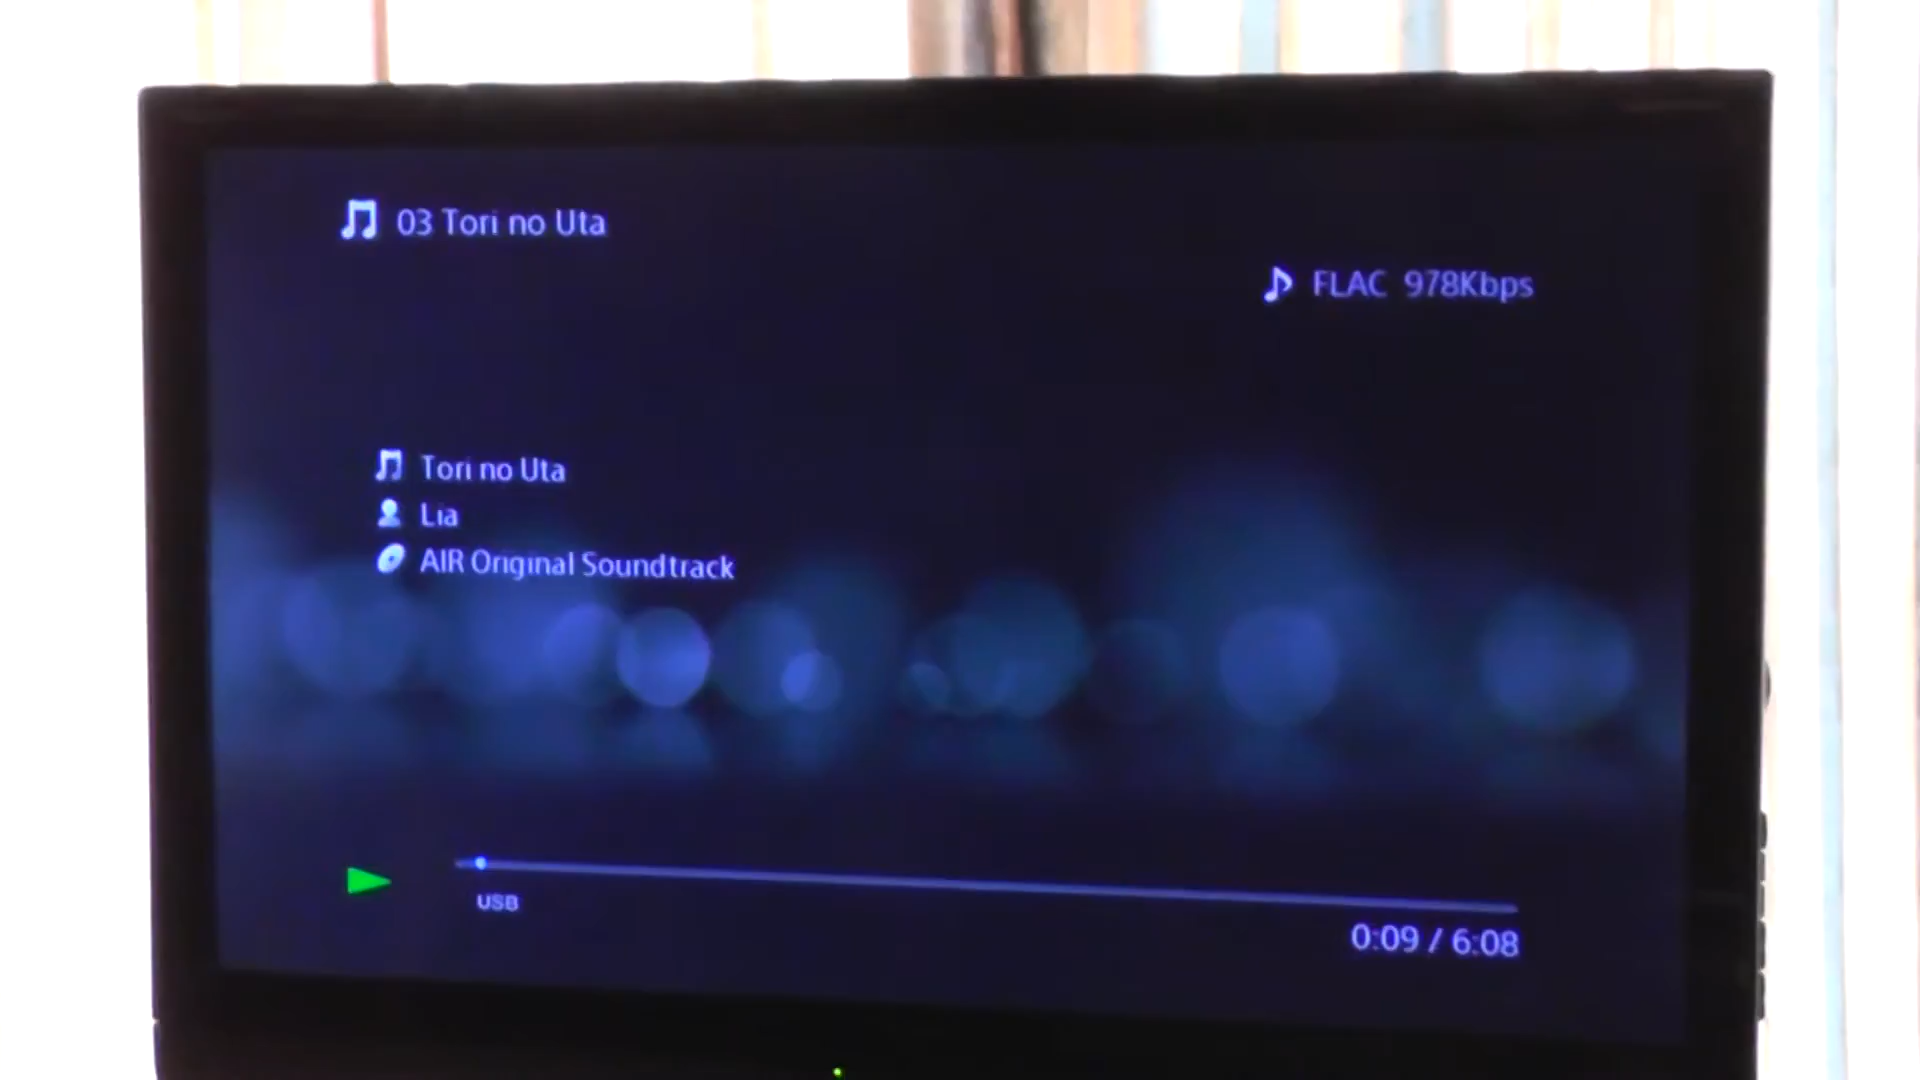 03 Tori no Uta
FLAC 978Kbps
Tori no Uta
Lia
AIR Original Soundtrack
USB
0:09 / 6:08